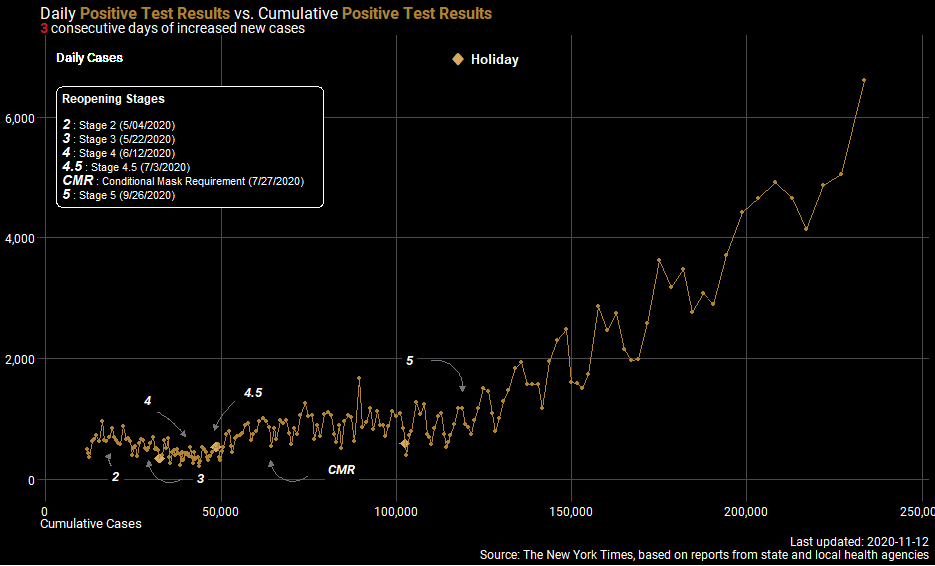 Daily Positive Test Results vs. Cumulative Positive Test Results
3 consecutive days of increased new cases
Daily Cases
Holiday
Reopening Stages
2 : Stage 2 (5/04/2020)
3 : Stage 3 (5/22/2020)
4 : Stage 4 (6/12/2020)
4.5 : Stage 4.5 (7/3/2020)
CMR : Conditional Mask Requirement (7/27/2020)
5 : Stage 5 (9/26/2020)
6,000
4,000
2,000
0
5
4
4.5
2
3
CMR
0
50,000
100,000
150,000
200,000
250,00
Cumulative Cases
Last updated: 2020-11-12
Source: The New York Times, based on reports from state and local health agencies